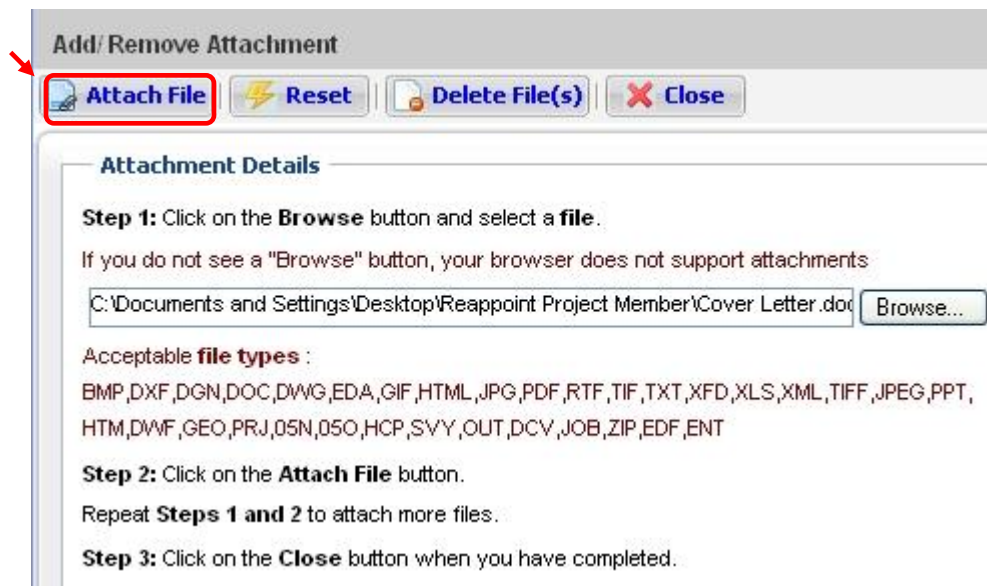 Add/ Remove Attachment
Attach File Reset Delete File(s) Close
Attachment Details
Step 1: Click on the Browse button and select a file.
If you do not see a "Browse" button, your browser does not support attachments
C:\Documents and Settings\Desktop\Reappoint Project Member\Cover Letter.doc Browse...
Acceptable file types :
BMP,DXF,DGN,DOC,DWG,EDA,GIF,HTML,JPG,PDF,RTF,TIF,TXT,XFD,XLS,XML,TIFF,JPEG,PPT,
HTM,DWF,GEO,PRJ,05N,05O,HCP,SVY,OUT,DCV,JOB,ZIP,EDF,ENT
Step 2: Click on the Attach File button.
Repeat Steps 1 and 2 to attach more files.
Step 3: Click on the Close button when you have completed.